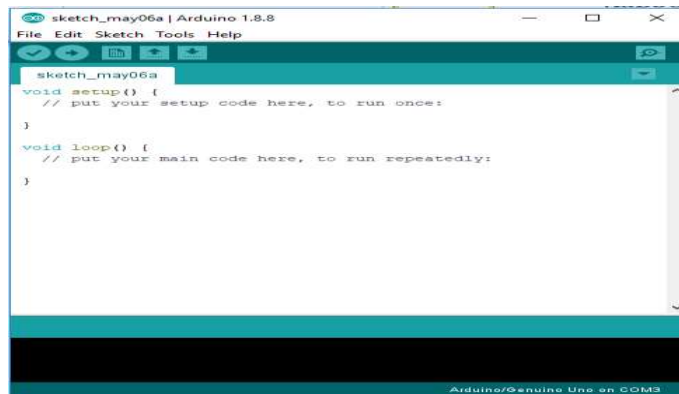 sketch_may06a | Arduino 1.8.8
File Edit Sketch Tools Help
sketch_may06a
void setup() {
// put your setup code here, to run once:
}
void loop() {
// put your main code here, to run repeatedly:
}
Arduino/Genuino Uno on COM3